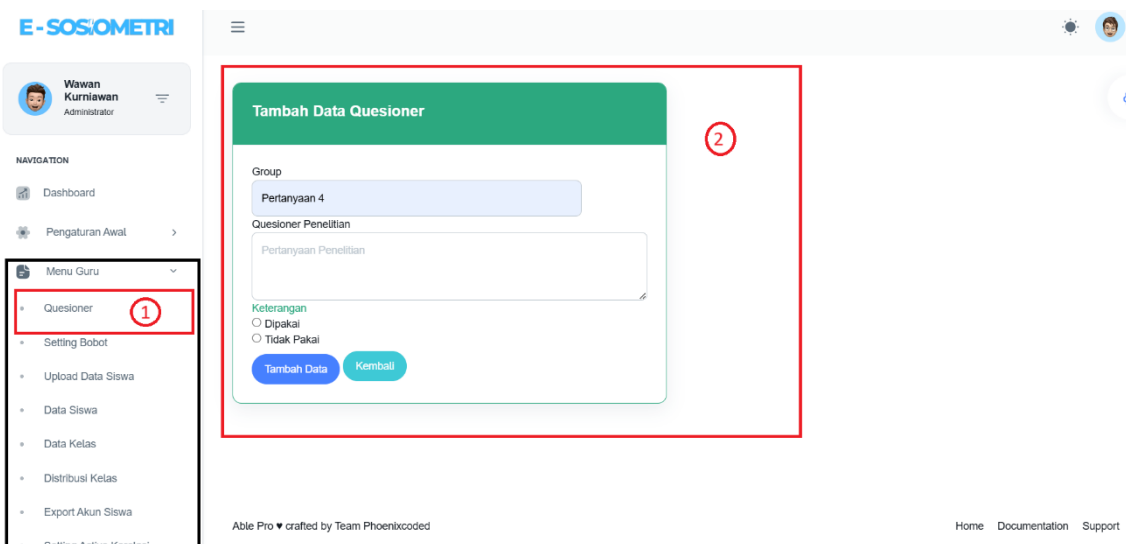 E-SOSIOMETRI
Wawan
Kurniawan
Administrator
NAVIGATION
Dashboard
Pengaturan Awal
Menu Guru
Quesioner
1
Setting Bobot
Upload Data Siswa
Data Siswa
Data Kelas
Distribusi Kelas
Export Akun Siswa
Tambah Data Quesioner
2
Group
Pertanyaan 4
Quesioner Penelitian
Pertanyaan Penelitian
Keterangan
Dipakai
Tidak Pakai
Tambah Data
Kembali
Able Pro ♥ crafted by Team Phoenixcoded
Home Documentation Support